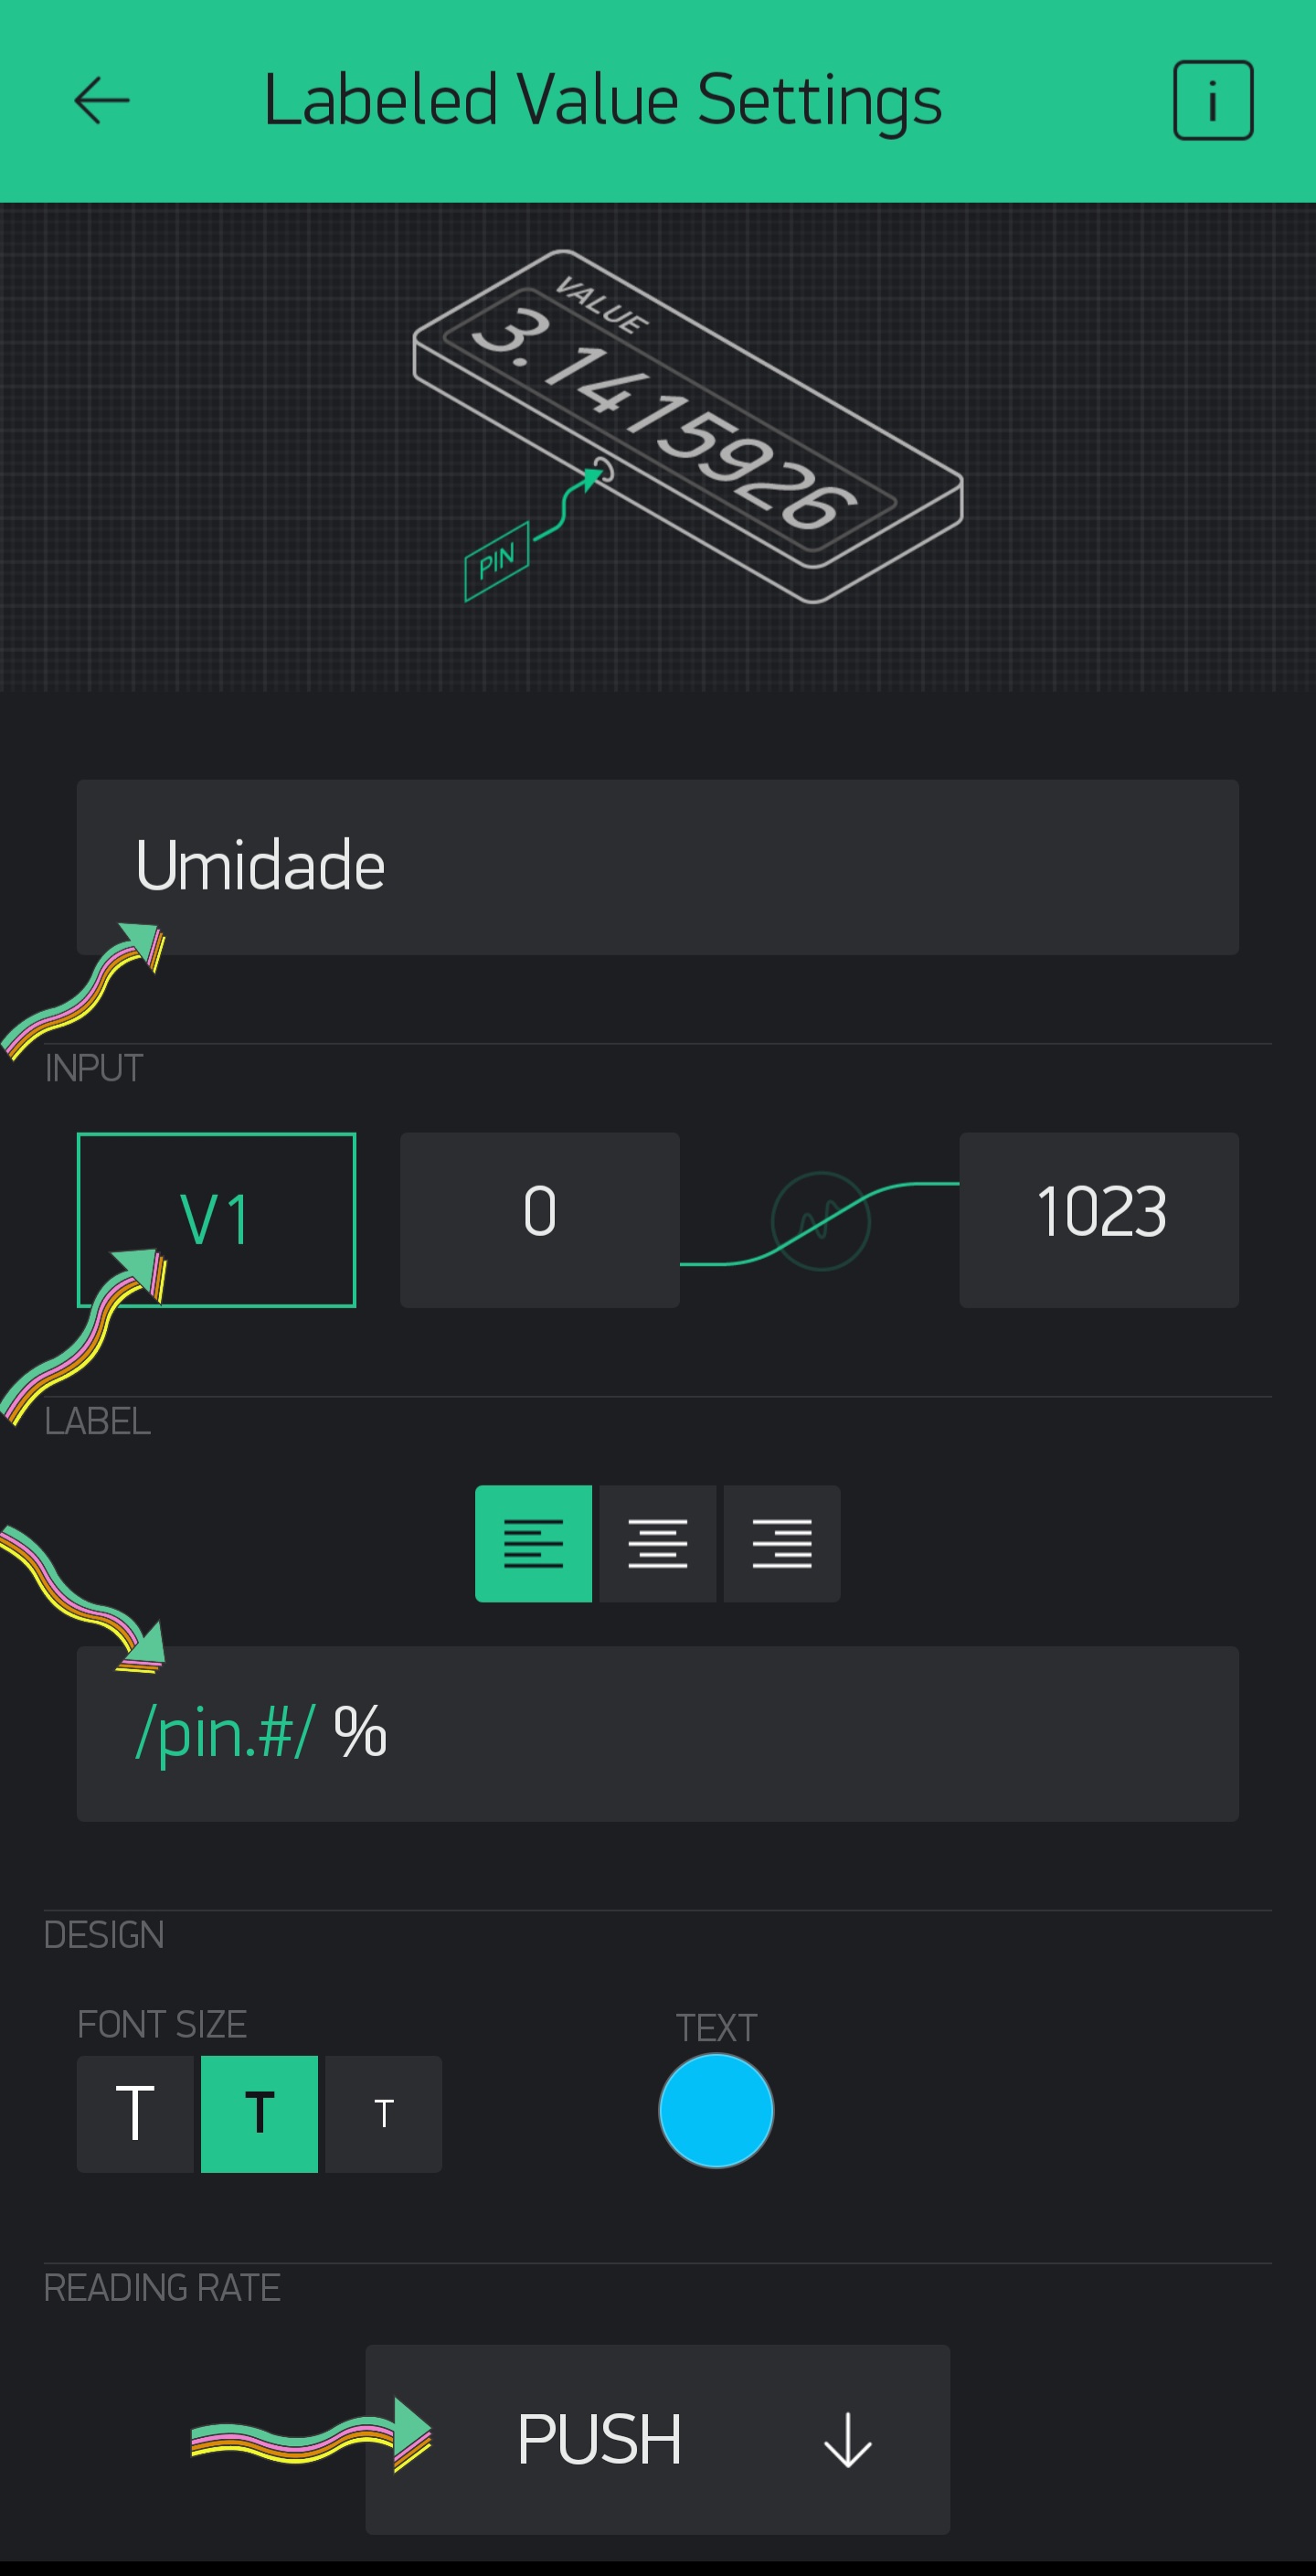 Labeled Value Settings
i
VALUE
3.1415926
PIN
Umidade
INPUT
V1 0 1023
LABEL
/pin.#/ %
DESIGN
FONT SIZE TEXT
T T T
READING RATE
PUSH